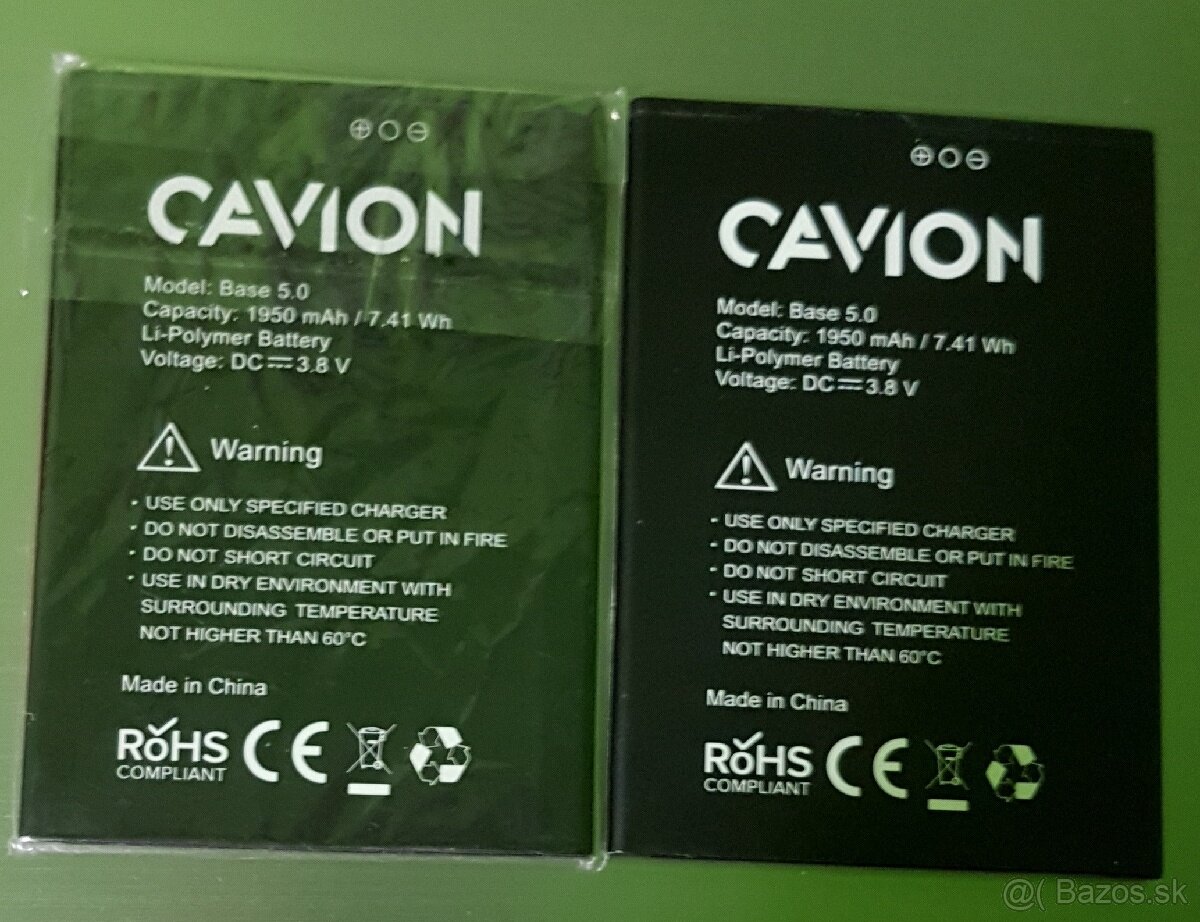 CAVION
Model: Base 5.0
Capacity: 1950 mAh / 7.41 Wh
Li-Polymer Battery
Voltage: DC⎓3.8 V
Warning
· USE ONLY SPECIFIED CHARGER
· DO NOT DISASSEMBLE OR PUT IN FIRE
· DO NOT SHORT CIRCUIT
· USE IN DRY ENVIRONMENT WITH
SURROUNDING TEMPERATURE
NOT HIGHER THAN 60°C
Made in China
RoHS
COMPLIANT
CE
CAVION
Model: Base 5.0
Capacity: 1950 mAh / 7.41 Wh
Li-Polymer Battery
Voltage: DC⎓3.8 V
Warning
· USE ONLY SPECIFIED CHARGER
· DO NOT DISASSEMBLE OR PUT IN FIRE
· DO NOT SHORT CIRCUIT
· USE IN DRY ENVIRONMENT WITH
SURROUNDING TEMPERATURE
NOT HIGHER THAN 60°C
Made in China
RoHS
COMPLIANT
CE
@( Bazos.sk